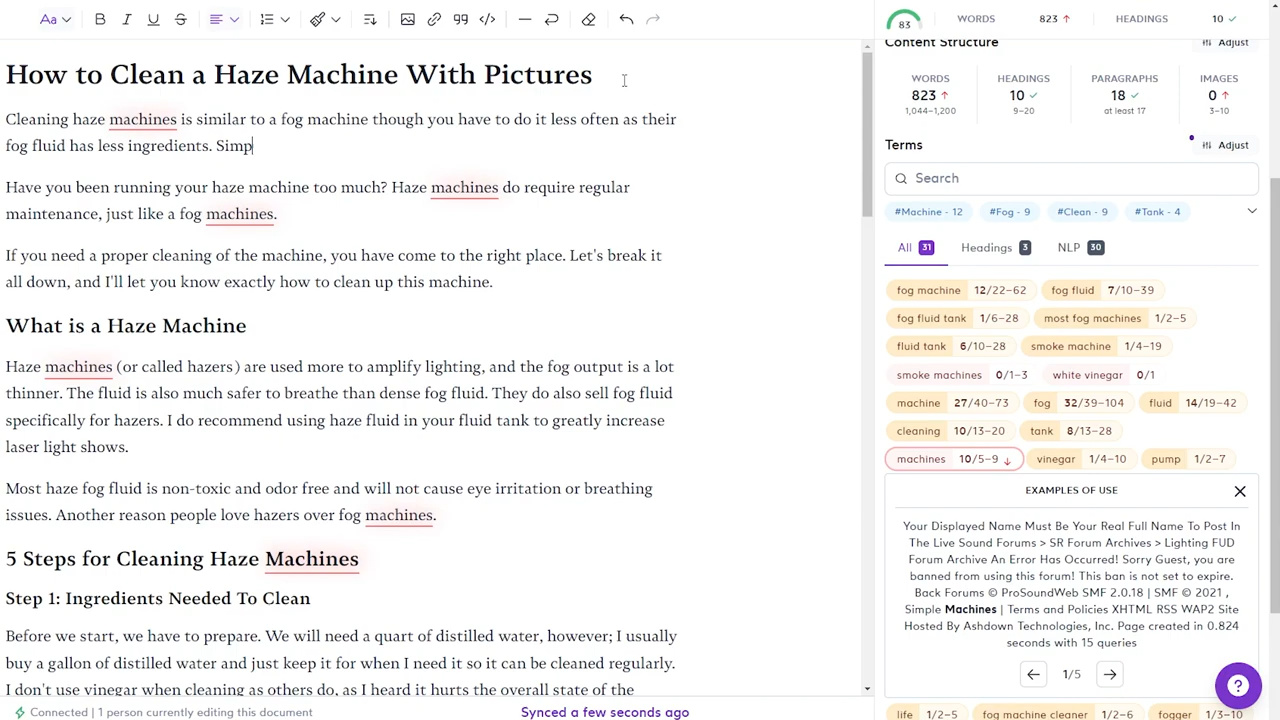 Aa B I U S
83 WORDS 823 ↑ HEADINGS 10 ✓
How to Clean a Haze Machine With Pictures
Cleaning haze machines is similar to a fog machine though you have to do it less often as their
fog fluid has less ingredients. Simp
Have you been running your haze machine too much? Haze machines do require regular
maintenance, just like a fog machines.
If you need a proper cleaning of the machine, you have come to the right place. Let's break it
all down, and I'll let you know exactly how to clean up this machine.
What is a Haze Machine
Haze machines (or called hazers) are used more to amplify lighting, and the fog output is a lot
thinner. The fluid is also much safer to breathe than dense fog fluid. They do also sell fog fluid
specifically for hazers. I do recommend using haze fluid in your fluid tank to greatly increase
laser light shows.
Most haze fog fluid is non-toxic and odor free and will not cause eye irritation or breathing
issues. Another reason people love hazers over fog machines.
5 Steps for Cleaning Haze Machines
Step 1: Ingredients Needed To Clean
Before we start, we have to prepare. We will need a quart of distilled water, however; I usually
buy a gallon of distilled water and just keep it for when I need it so it can be cleaned regularly.
I don't use vinegar when cleaning as others do, as I heard it hurts the overall state of the
Connected | 1 person currently editing this document Synced a few seconds ago
Content Structure Adjust
WORDS HEADINGS PARAGRAPHS IMAGES
823 ↑ 10 ✓ 18 ✓ 0 ↑
1,044–1,200 9–20 at least 17 3–10
Terms Adjust
Search
#Machine - 12 #Fog - 9 #Clean - 9 #Tank - 4
All 31 Headings 3 NLP 30
fog machine 12/22–62 fog fluid 7/10–39
fog fluid tank 1/6–28 most fog machines 1/2–5
fluid tank 6/10–28 smoke machine 1/4–19
smoke machines 0/1–3 white vinegar 0/1
machine 27/40–73 fog 32/39–104 fluid 14/19–42
cleaning 10/13–20 tank 8/13–28
machines 10/5–9 ↓ vinegar 1/4–10 pump 1/2–7
EXAMPLES OF USE
Your Displayed Name Must Be Your Real Full Name To Post In
The Live Sound Forums > SR Forum Archives > Lighting FUD
Forum Archive An Error Has Occurred! Sorry Guest, you are
banned from using this forum! This ban is not set to expire.
Back Forums © ProSoundWeb SMF 2.0.18 | SMF © 2021 ,
Simple Machines | Terms and Policies XHTML RSS WAP2 Site
Hosted By Ashdown Technologies, Inc. Page created in 0.824
seconds with 15 queries
← 1/5 →
?
life 1/2–5 fog machine cleaner 1/2–6 fogger 1/3–10